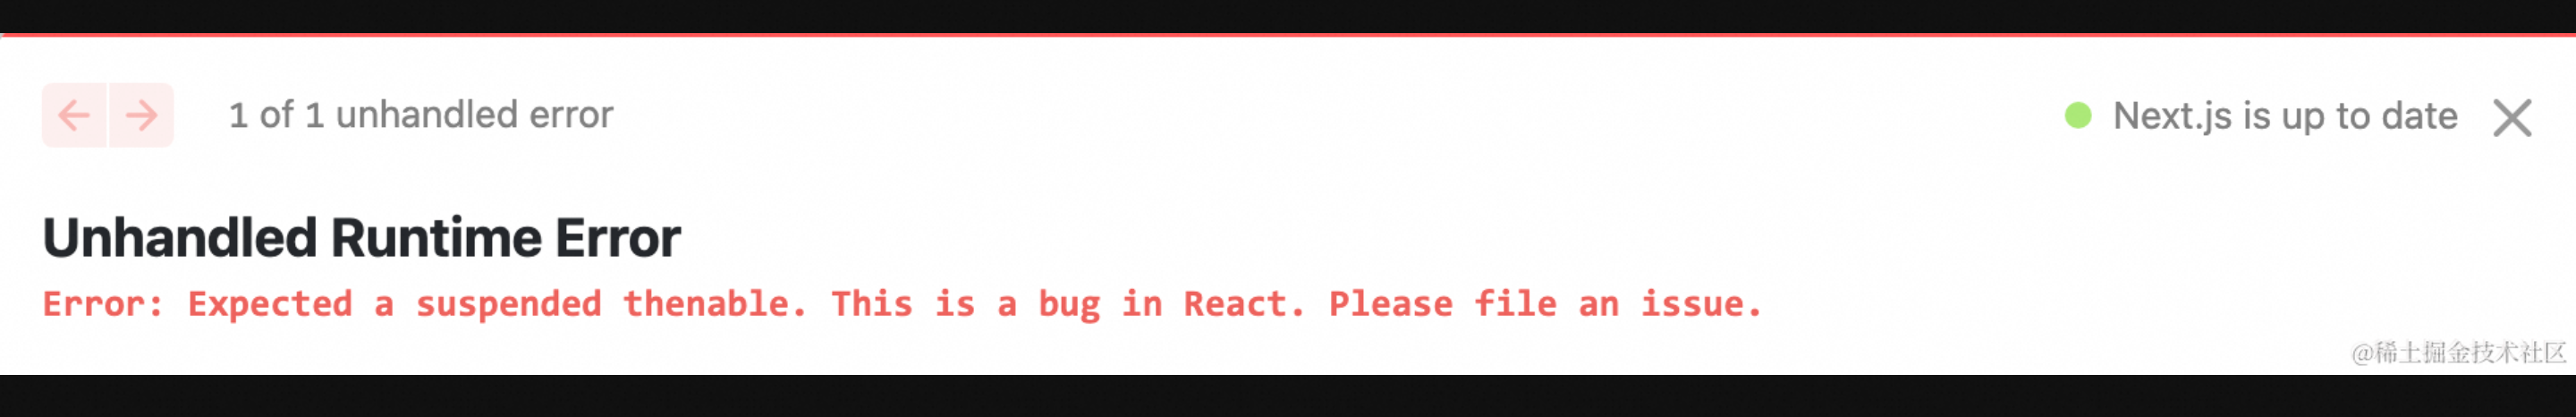 1 of 1 unhandled error
Next.js is up to date
Unhandled Runtime Error
Error: Expected a suspended thenable. This is a bug in React. Please file an issue.
@稀土掘金技术社区